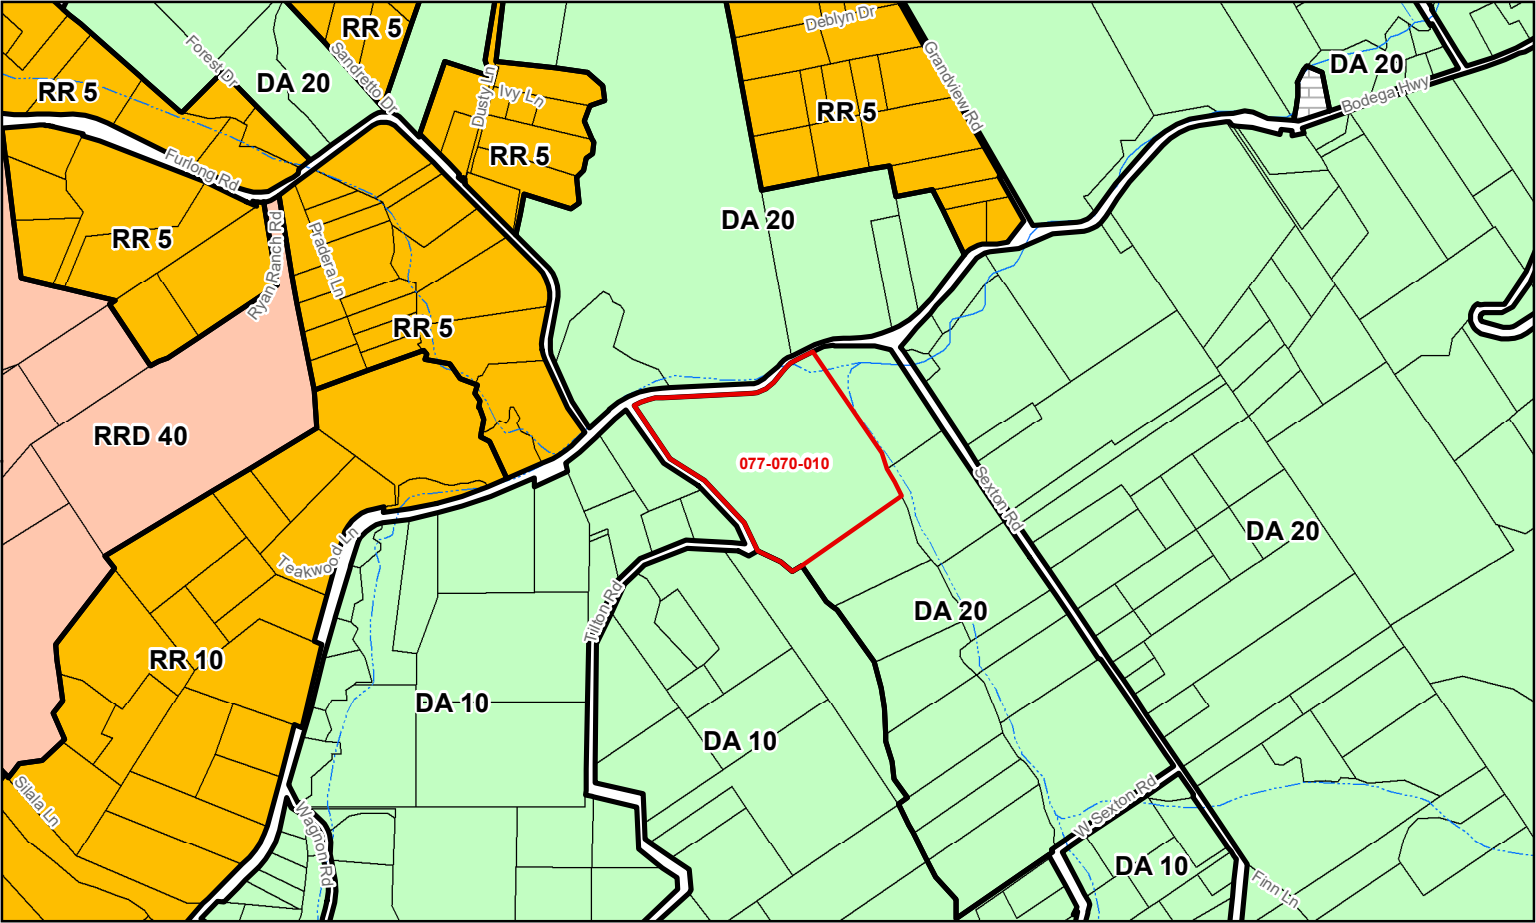 Deblyn Dr
RR 5
Forest Dr
Sandretto Dr
Grandview Rd
DA 20
DA 20
RR 5
Dusty Ln
Ivy Ln
Bodega Hwy
RR 5
RR 5
Furlong Rd
DA 20
RR 5
Ryan Ranch Rd
Pradera Ln
RR 5
RRD 40
077-070-010
Sexton Rd
DA 20
Teakwood Ln
Tilton Rd
DA 20
RR 10
DA 10
DA 10
Silala Ln
W Sexton Rd
Wagnon Rd
DA 10
Finn Ln